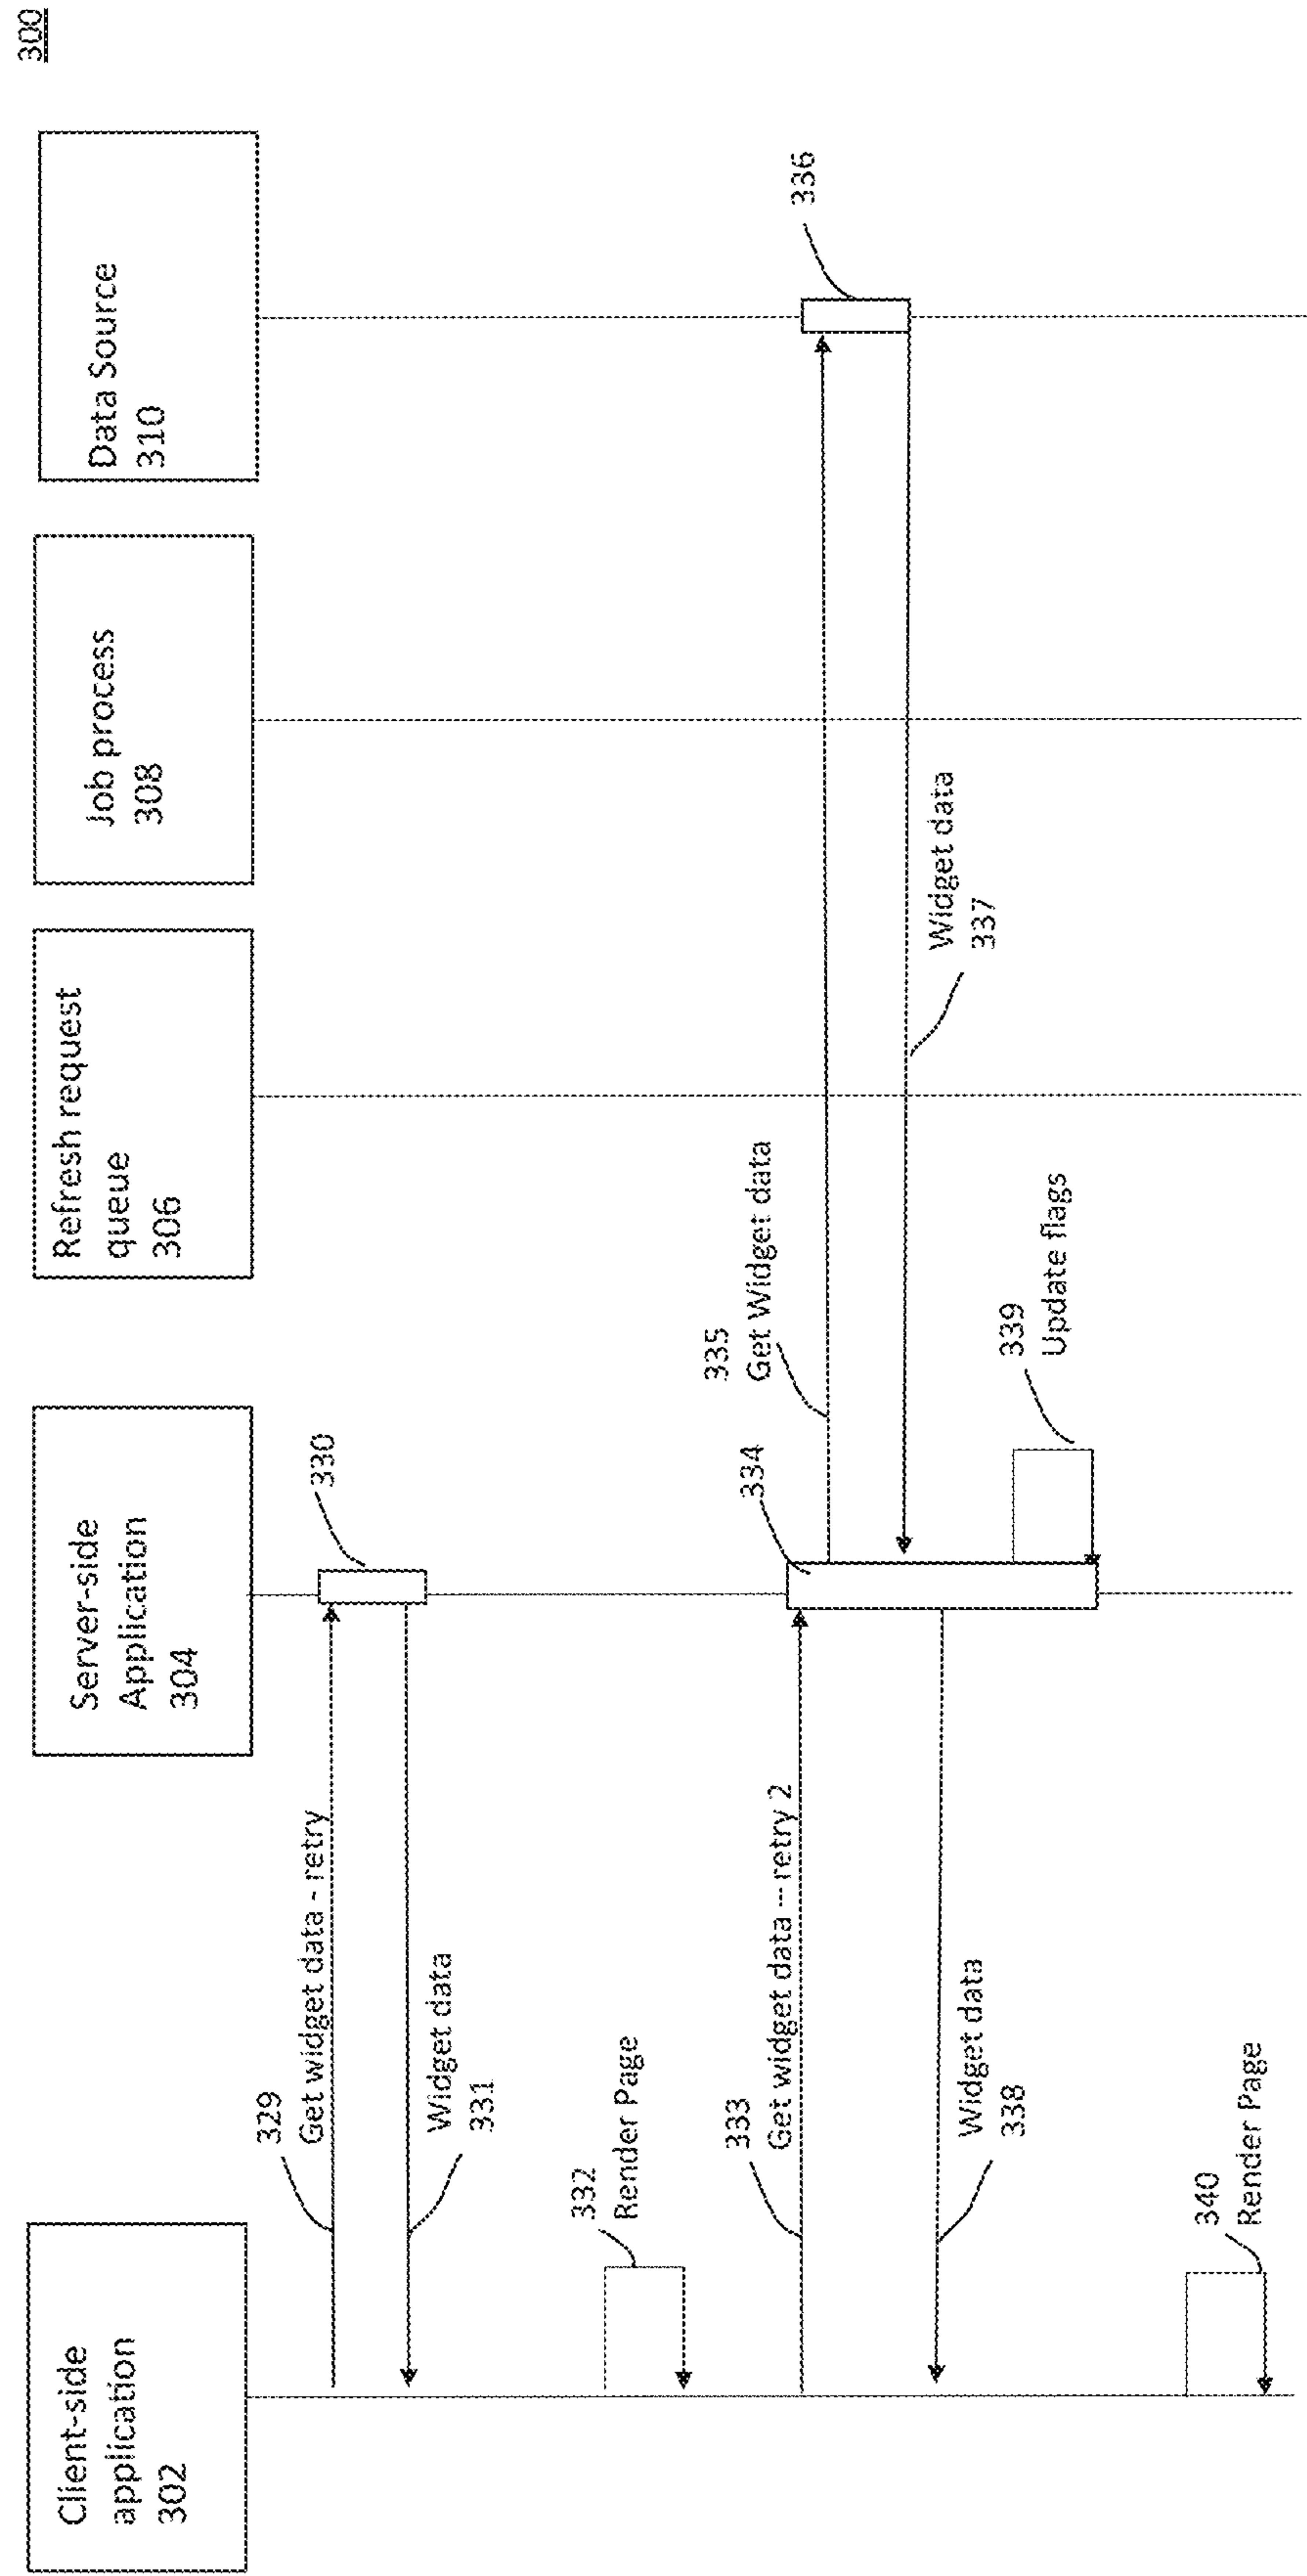 300
Client-side
application
302
Server-side
Application
304
Refresh request
queue
306
Job process
308
Data Source
310
329
Get widget data - retry
330
Widget data
331
332
Render Page
333
Get widget data -- retry 2
334
335
Get Widget data
336
Widget data
337
Widget data
338
339
Update flags
340
Render Page